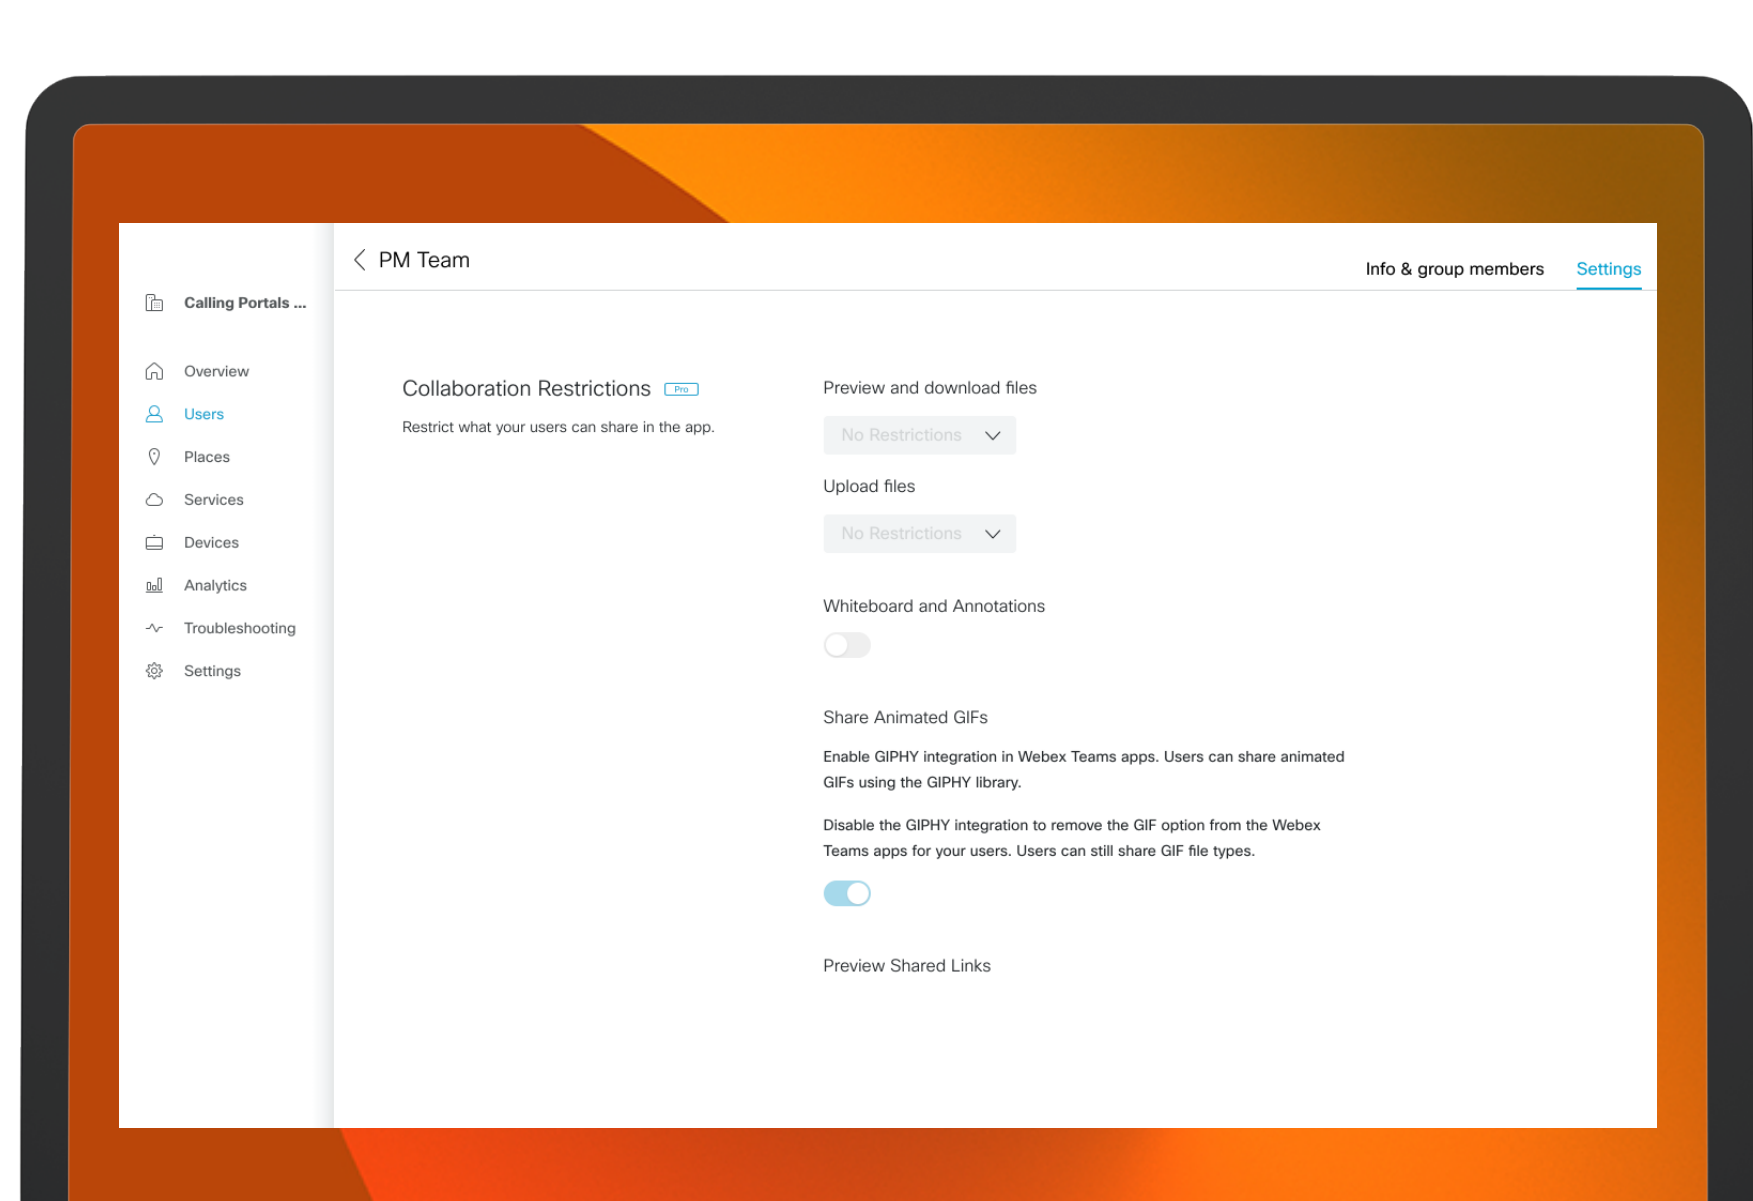 PM Team
Info & group members
Settings
Calling Portals ...
Overview
Users
Places
Services
Devices
Analytics
Troubleshooting
Settings
Collaboration Restrictions Pro
Restrict what your users can share in the app.
Preview and download files
No Restrictions
Upload files
No Restrictions
Whiteboard and Annotations
Share Animated GIFs
Enable GIPHY integration in Webex Teams apps. Users can share animated
GIFs using the GIPHY library.
Disable the GIPHY integration to remove the GIF option from the Webex
Teams apps for your users. Users can still share GIF file types.
Preview Shared Links